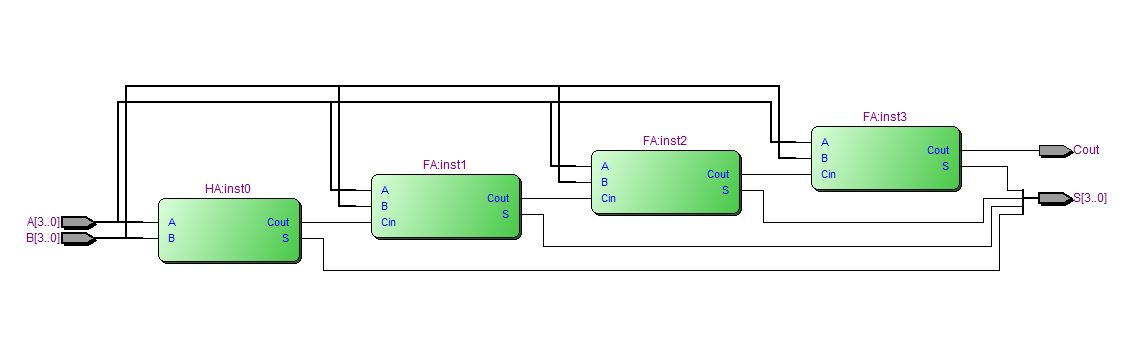 FA:inst3
A
B
Cin
Cout
S
Cout
FA:inst2
A
B
Cin
Cout
S
FA:inst1
A
B
Cin
Cout
S
HA:inst0
A
B
Cout
S
A[3..0]
B[3..0]
S[3..0]